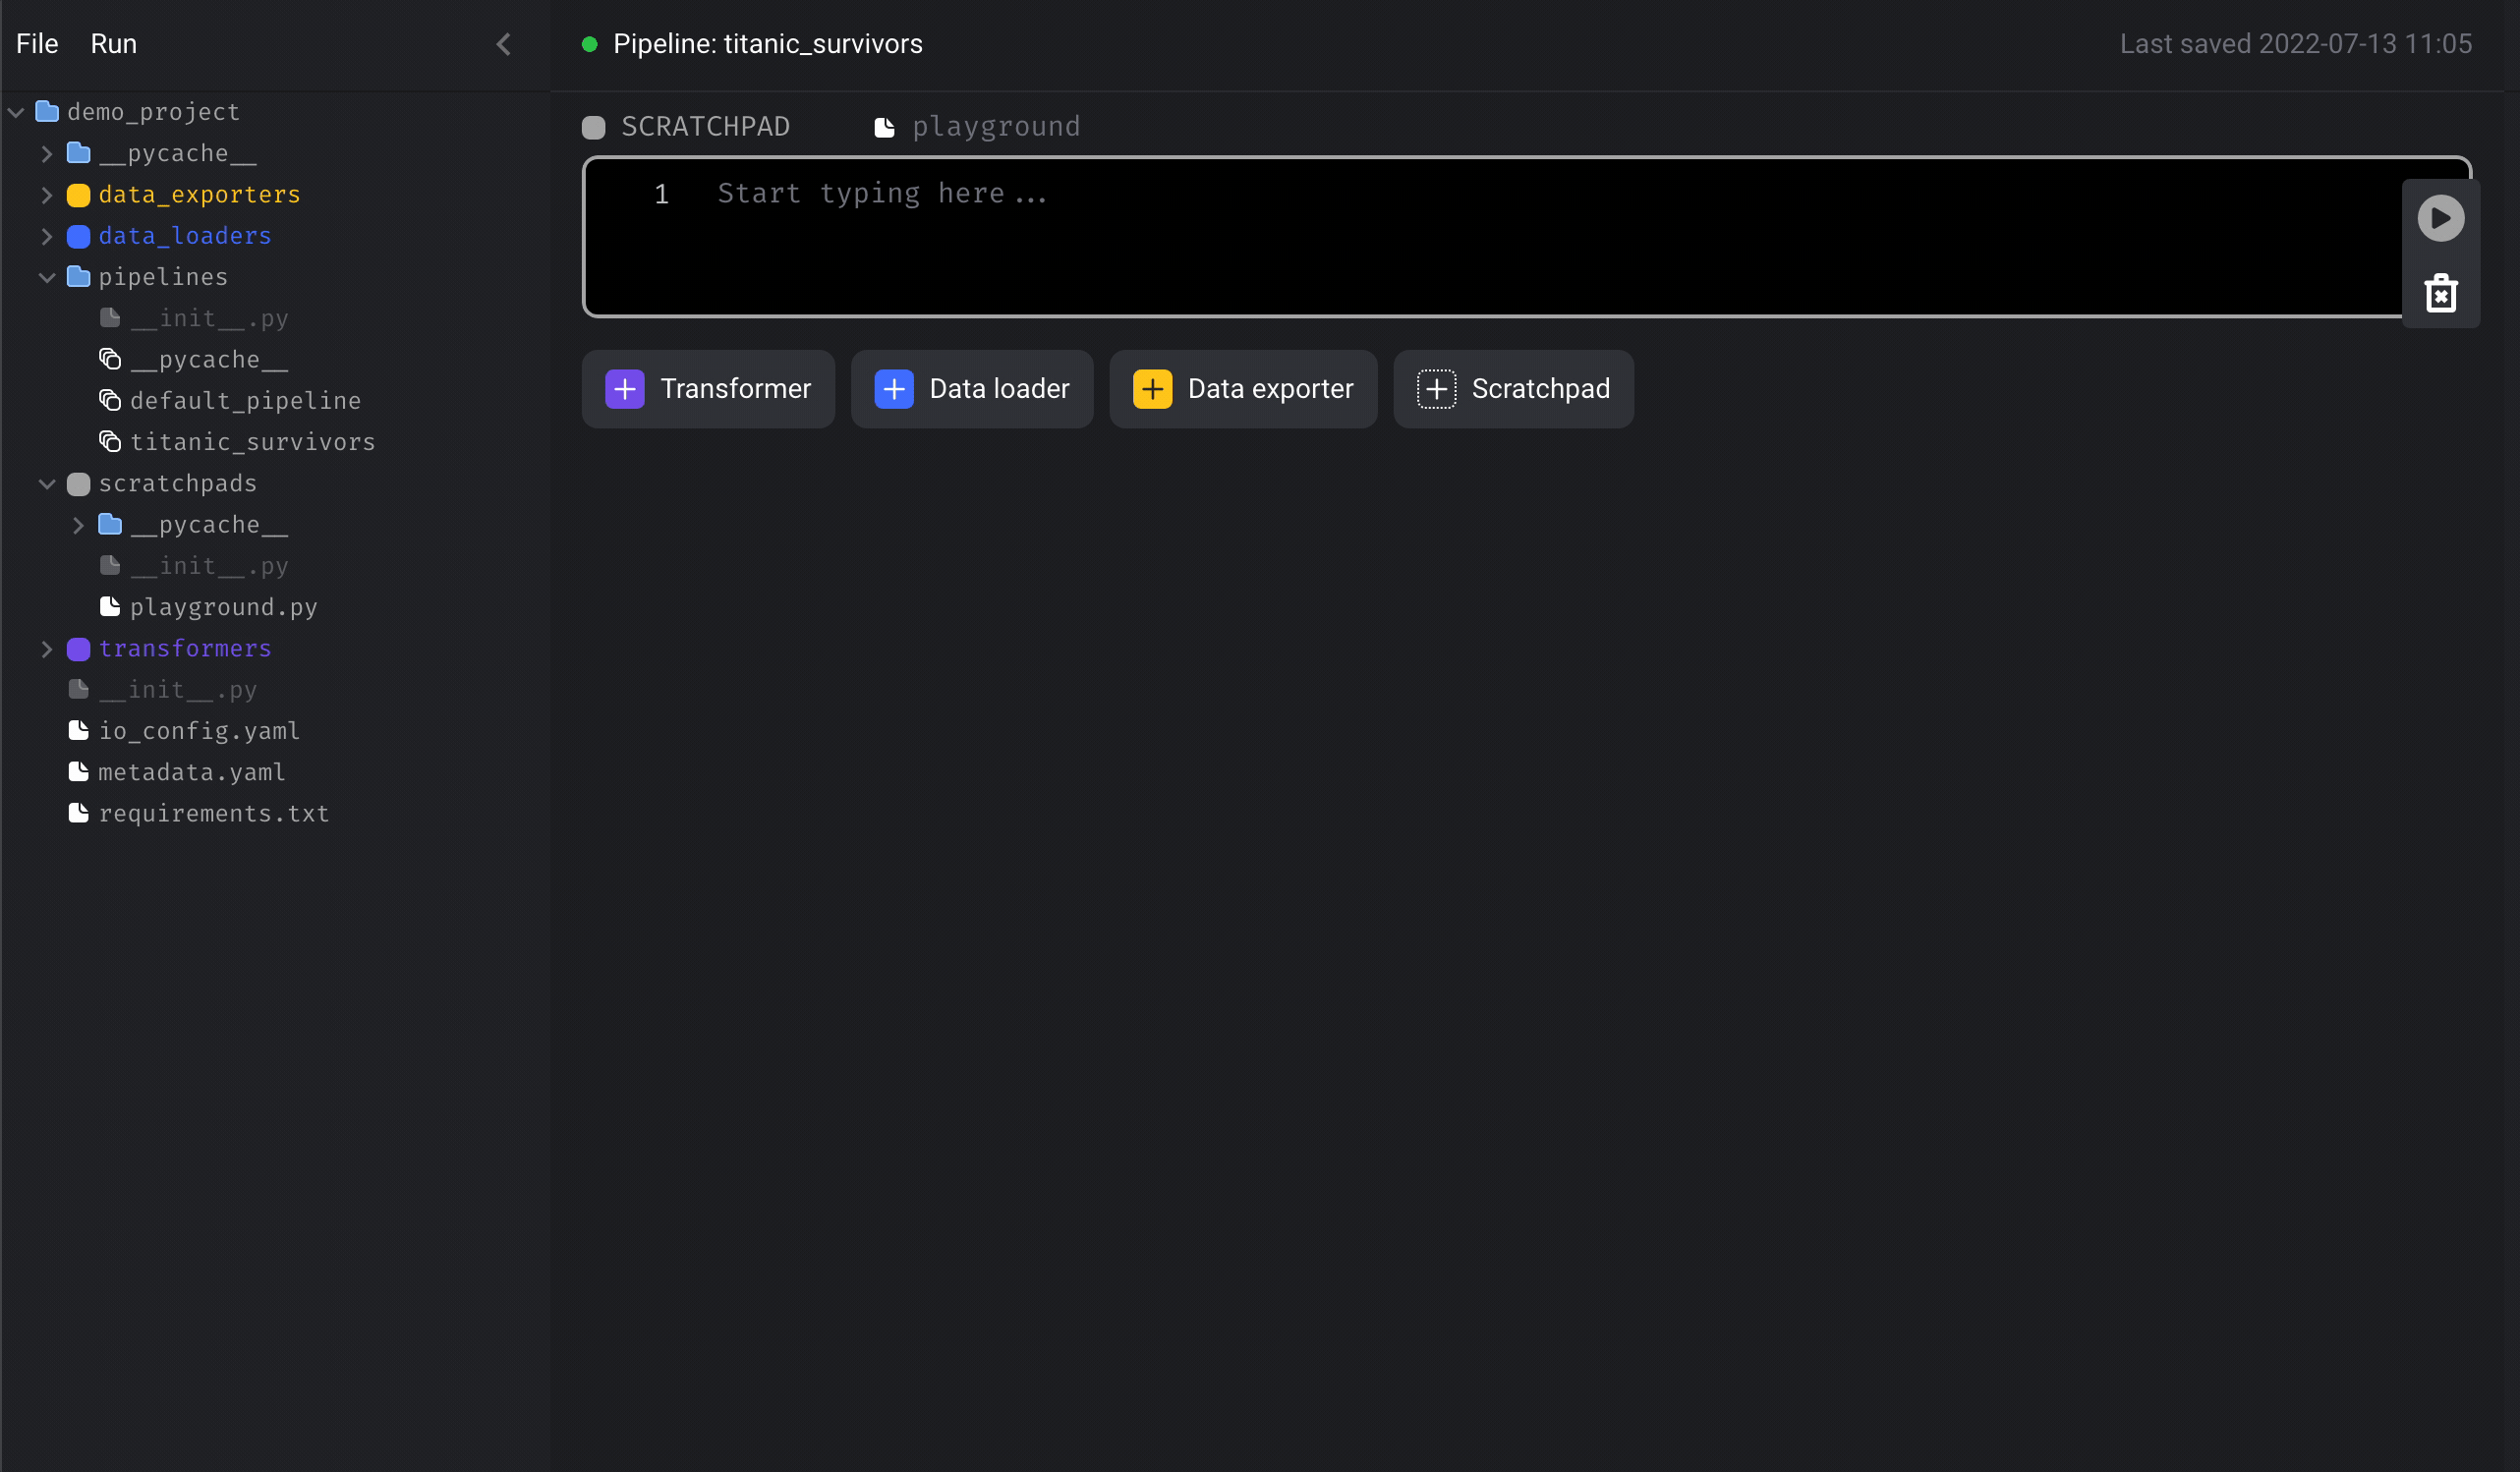 File Run
demo_project
__pycache__
data_exporters
data_loaders
pipelines
__init__.py
__pycache__
default_pipeline
titanic_survivors
scratchpads
__pycache__
__init__.py
playground.py
transformers
__init__.py
io_config.yaml
metadata.yaml
requirements.txt
Pipeline: titanic_survivors
Last saved 2022-07-13 11:05
SCRATCHPAD playground
1 Start typing here...
Transformer Data loader Data exporter Scratchpad